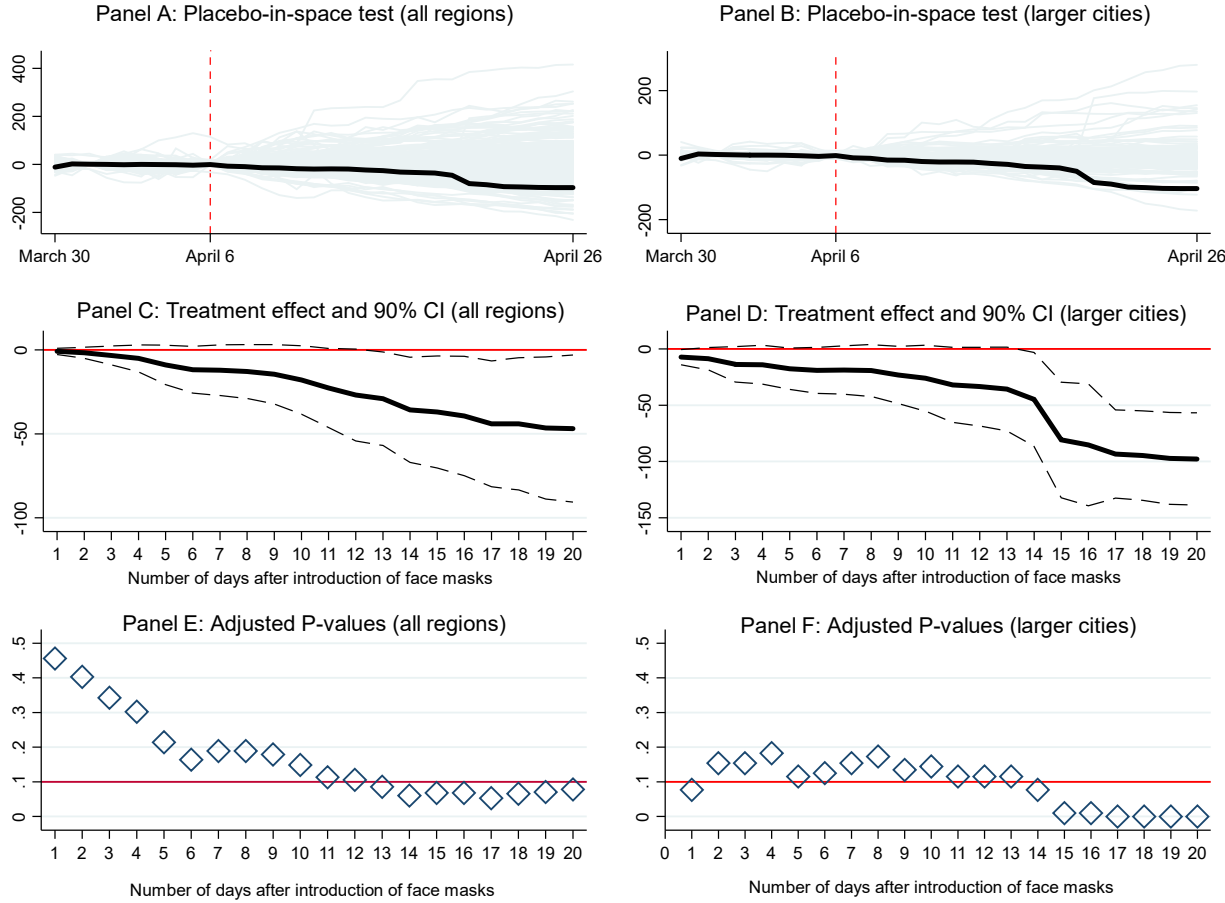 Panel A: Placebo-in-space test (all regions)
400
200
0
-200
March 30
April 6
April 26
Panel B: Placebo-in-space test (larger cities)
200
0
-200
March 30
April 6
April 26
Panel C: Treatment effect and 90% CI (all regions)
0
-50
-100
1 2 3 4 5 6 7 8 9 10 11 12 13 14 15 16 17 18 19 20
Number of days after introduction of face masks
Panel D: Treatment effect and 90% CI (larger cities)
0
-50
-100
-150
1 2 3 4 5 6 7 8 9 10 11 12 13 14 15 16 17 18 19 20
Number of days after introduction of face masks
Panel E: Adjusted P-values (all regions)
.5
.4
.3
.2
.1
0
1 2 3 4 5 6 7 8 9 10 11 12 13 14 15 16 17 18 19 20
Number of days after introduction of face masks
Panel F: Adjusted P-values (larger cities)
.5
.4
.3
.2
.1
0
0 1 2 3 4 5 6 7 8 9 10 11 12 13 14 15 16 17 18 19 20
Number of days after introduction of face masks